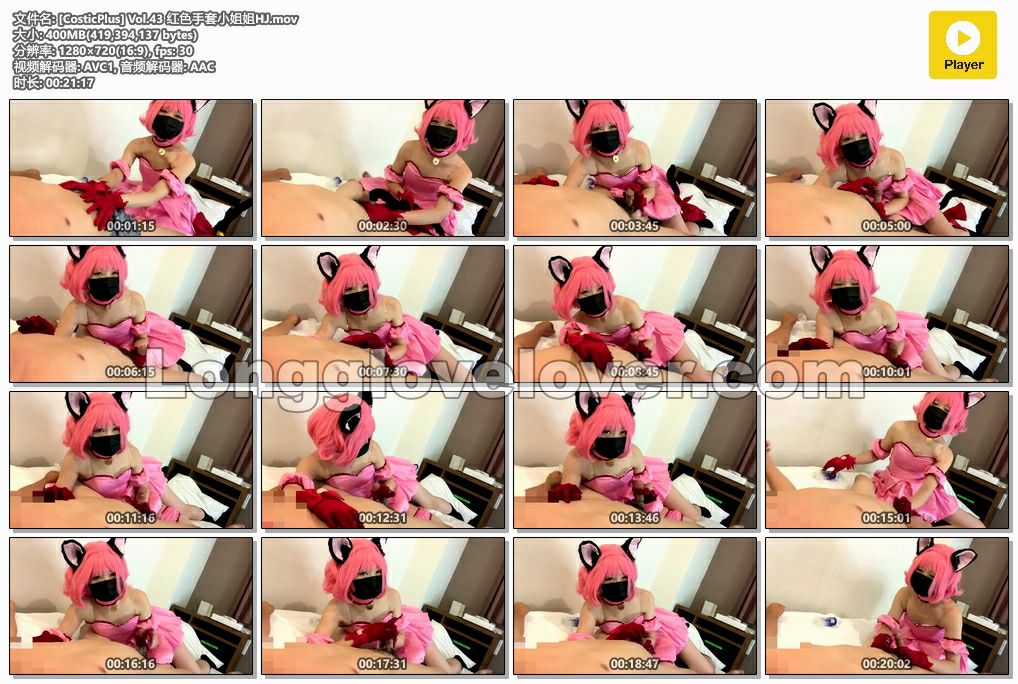 文件名: [CosticPlus] Vol.43 红色手套小姐姐HJ.mov
大小: 400MB(419,394,137 bytes)
分辨率: 1280×720(16:9), fps: 30
视频解码器: AVC1, 音频解码器: AAC
时长: 00:21:17
Player
00:01:15
00:02:30
00:03:45
00:05:00
00:06:15
00:07:30
00:08:45
00:10:01
Longglovelover.com
00:11:16
00:12:31
00:13:46
00:15:01
00:16:16
00:17:31
00:18:47
00:20:02